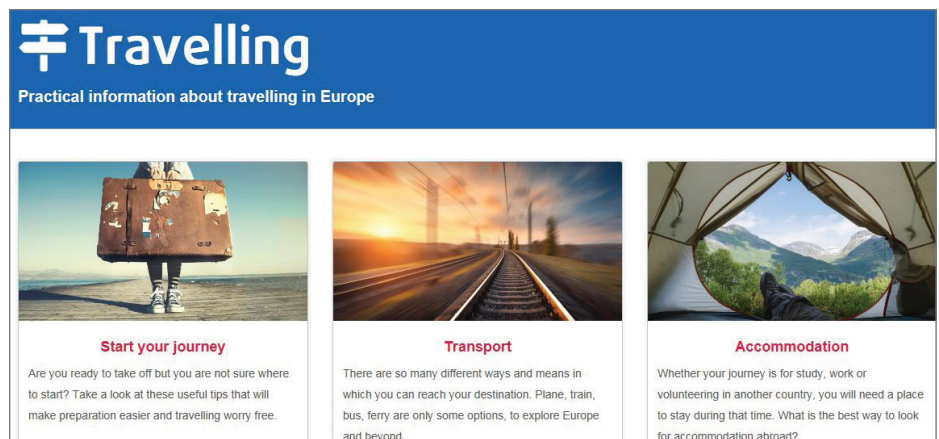 Travelling
Practical information about travelling in Europe
Start your journey
Are you ready to take off but you are not sure where
to start? Take a look at these useful tips that will
make preparation easier and travelling worry free.
Transport
There are so many different ways and means in
which you can reach your destination. Plane, train,
bus, ferry are only some options, to explore Europe
and beyond
Accommodation
Whether your journey is for study, work or
volunteering in another country, you will need a place
to stay during that time. What is the best way to look
for accommodation abroad?